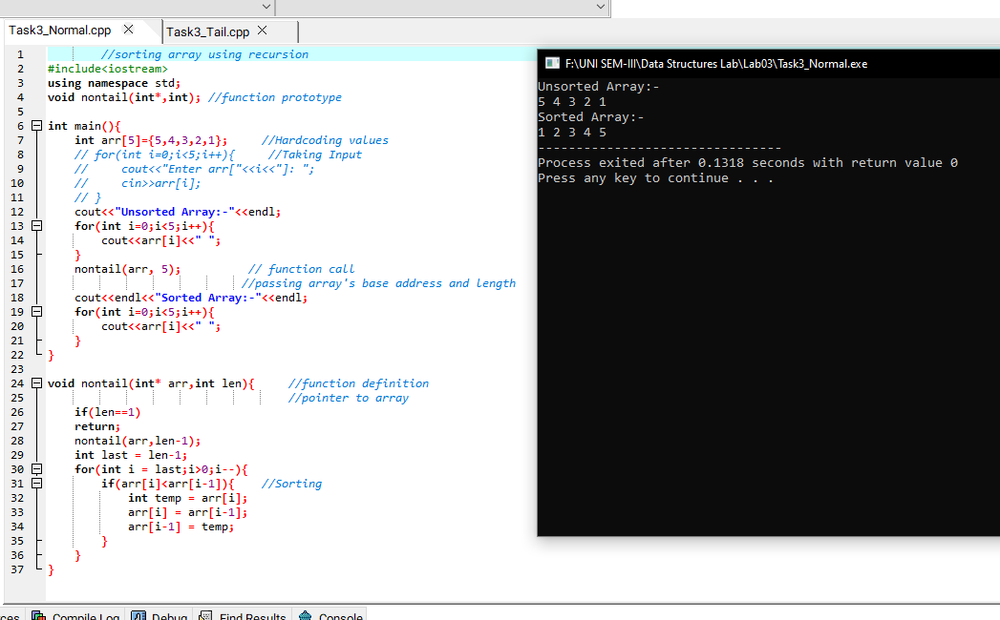 Task3_Normal.cpp
Task3_Tail.cpp
1 //sorting array using recursion
2 #include<iostream>
3 using namespace std;
4 void nontail(int*,int); //function prototype
5
6 int main(){
7 int arr[5]={5,4,3,2,1}; //Hardcoding values
8 // for(int i=0;i<5;i++){ //Taking Input
9 // cout<<"Enter arr["<<i<<"]: ";
10 // cin>>arr[i];
11 // }
12 cout<<"Unsorted Array:-"<<endl;
13 for(int i=0;i<5;i++){
14 cout<<arr[i]<<" ";
15 }
16 nontail(arr, 5); // function call
17 //passing array's base address and length
18 cout<<endl<<"Sorted Array:-"<<endl;
19 for(int i=0;i<5;i++){
20 cout<<arr[i]<<" ";
21 }
22 }
23
24 void nontail(int* arr,int len){ //function definition
25 //pointer to array
26 if(len==1)
27 return;
28 nontail(arr,len-1);
29 int last = len-1;
30 for(int i = last;i>0;i--){
31 if(arr[i]<arr[i-1]){ //Sorting
32 int temp = arr[i];
33 arr[i] = arr[i-1];
34 arr[i-1] = temp;
35 }
36 }
37 }
F:\UNI SEM-III\Data Structures Lab\Lab03\Task3_Normal.exe
Unsorted Array:-
5 4 3 2 1
Sorted Array:-
1 2 3 4 5
--------------------------------
Process exited after 0.1318 seconds with return value 0
Press any key to continue . . .
ces
Compile Log
Debug
Find Results
Console